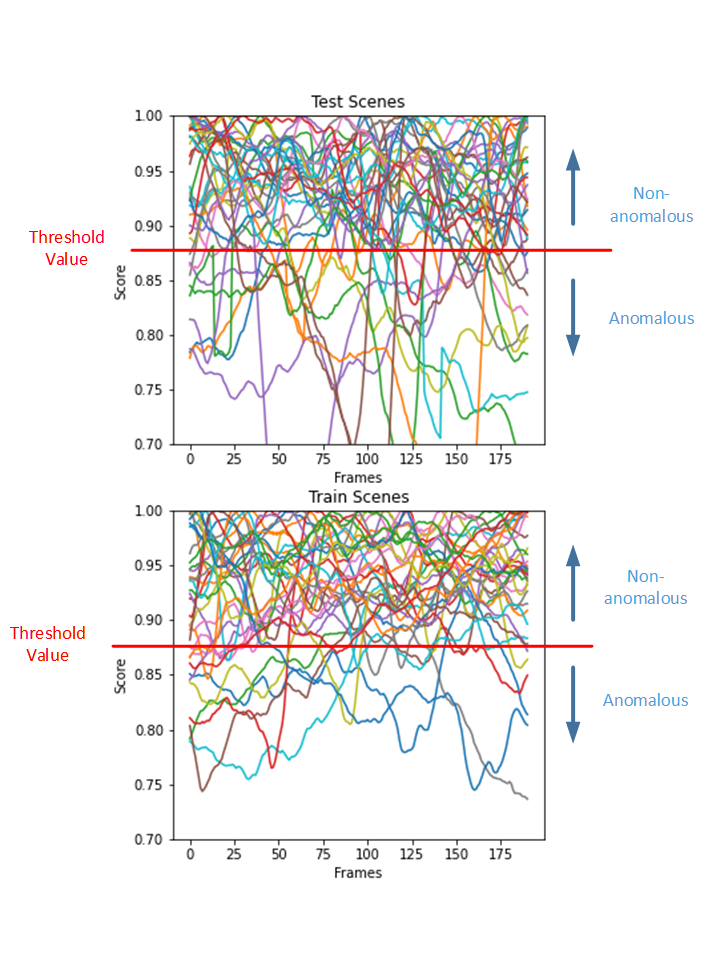 Test Scenes
1.00
0.95
0.90
0.85
0.80
0.75
0.70
Score
0 25 50 75 100 125 150 175
Frames
Threshold
Value
Non-
anomalous
Anomalous
Train Scenes
1.00
0.95
0.90
0.85
0.80
0.75
0.70
Score
0 25 50 75 100 125 150 175
Frames
Threshold
Value
Non-
anomalous
Anomalous